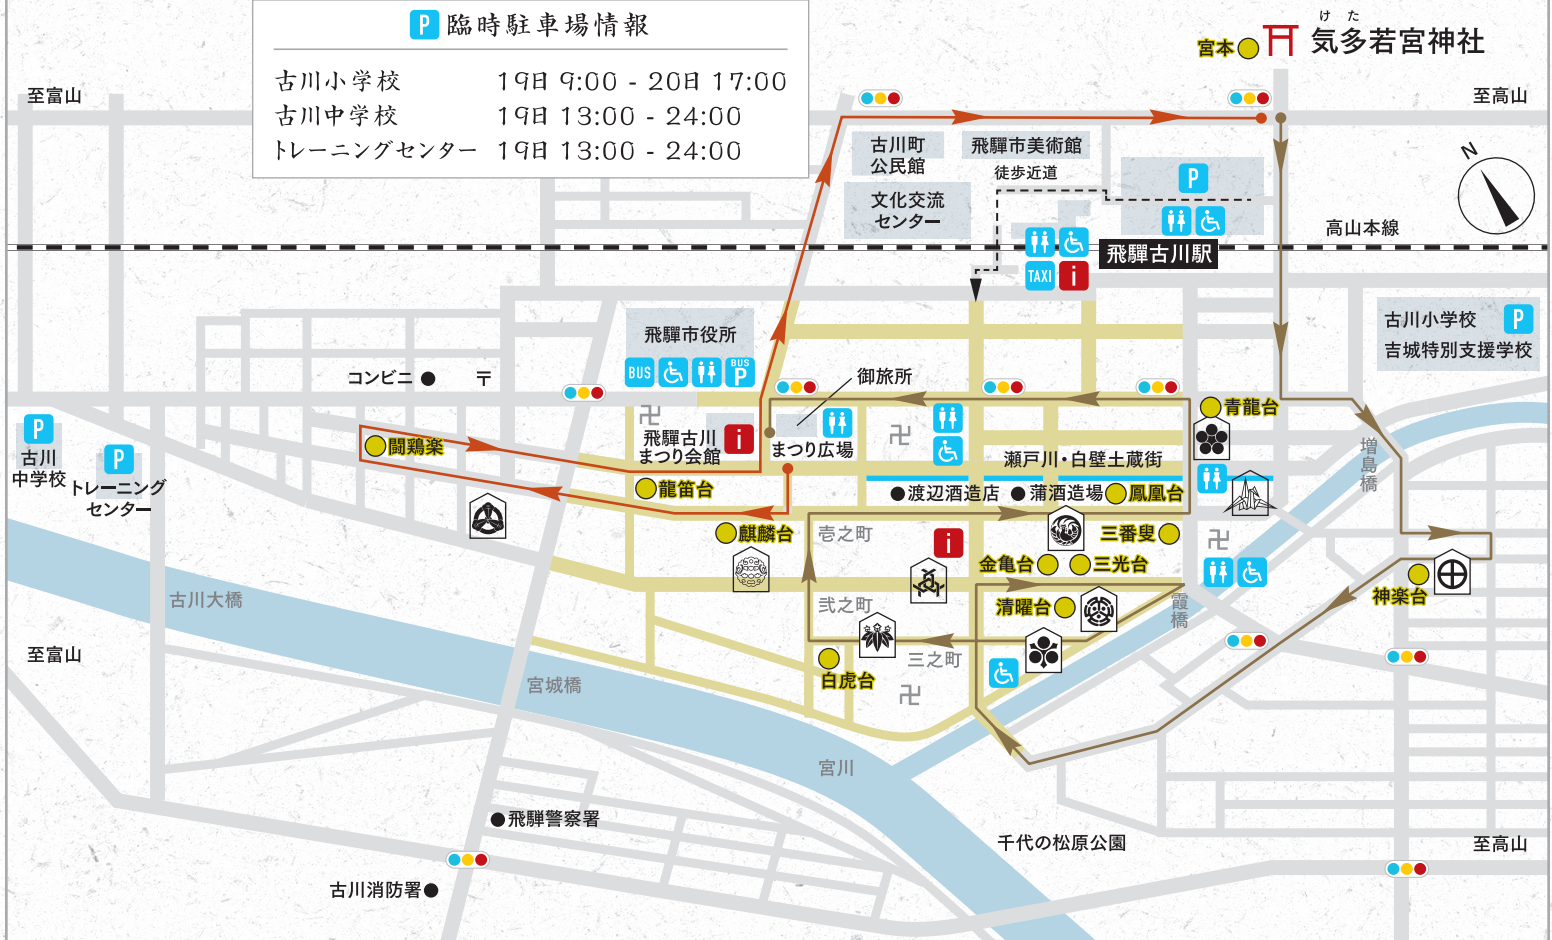 P 臨時駐車場情報
古川小学校 19日 9:00 - 20日 17:00
古川中学校 19日 13:00 - 24:00
トレーニングセンター 19日 13:00 - 24:00
けた
宮本
気多若宮神社
至富山
至高山
N
古川町
公民館
飛騨市美術館
徒歩近道
文化交流
センター
P
高山本線
飛騨古川駅
TAXI
i
飛騨市役所
BUS
BUS
P
古川小学校
吉城特別支援学校
P
コンビニ
〒
御旅所
青龍台
卍
卍
P
古川
中学校
P
トレーニング
センター
闘鶏楽
飛騨古川
まつり会館
i
まつり広場
瀬戸川・白壁土蔵街
増島橋
龍笛台
渡辺酒造店
蒲酒造場
鳳凰台
麒麟台
壱之町
i
三番叟
卍
金亀台
三光台
神楽台
古川大橋
弐之町
清曜台
霞橋
至富山
三之町
白虎台
卍
宮城橋
宮川
飛騨警察署
千代の松原公園
至高山
古川消防署